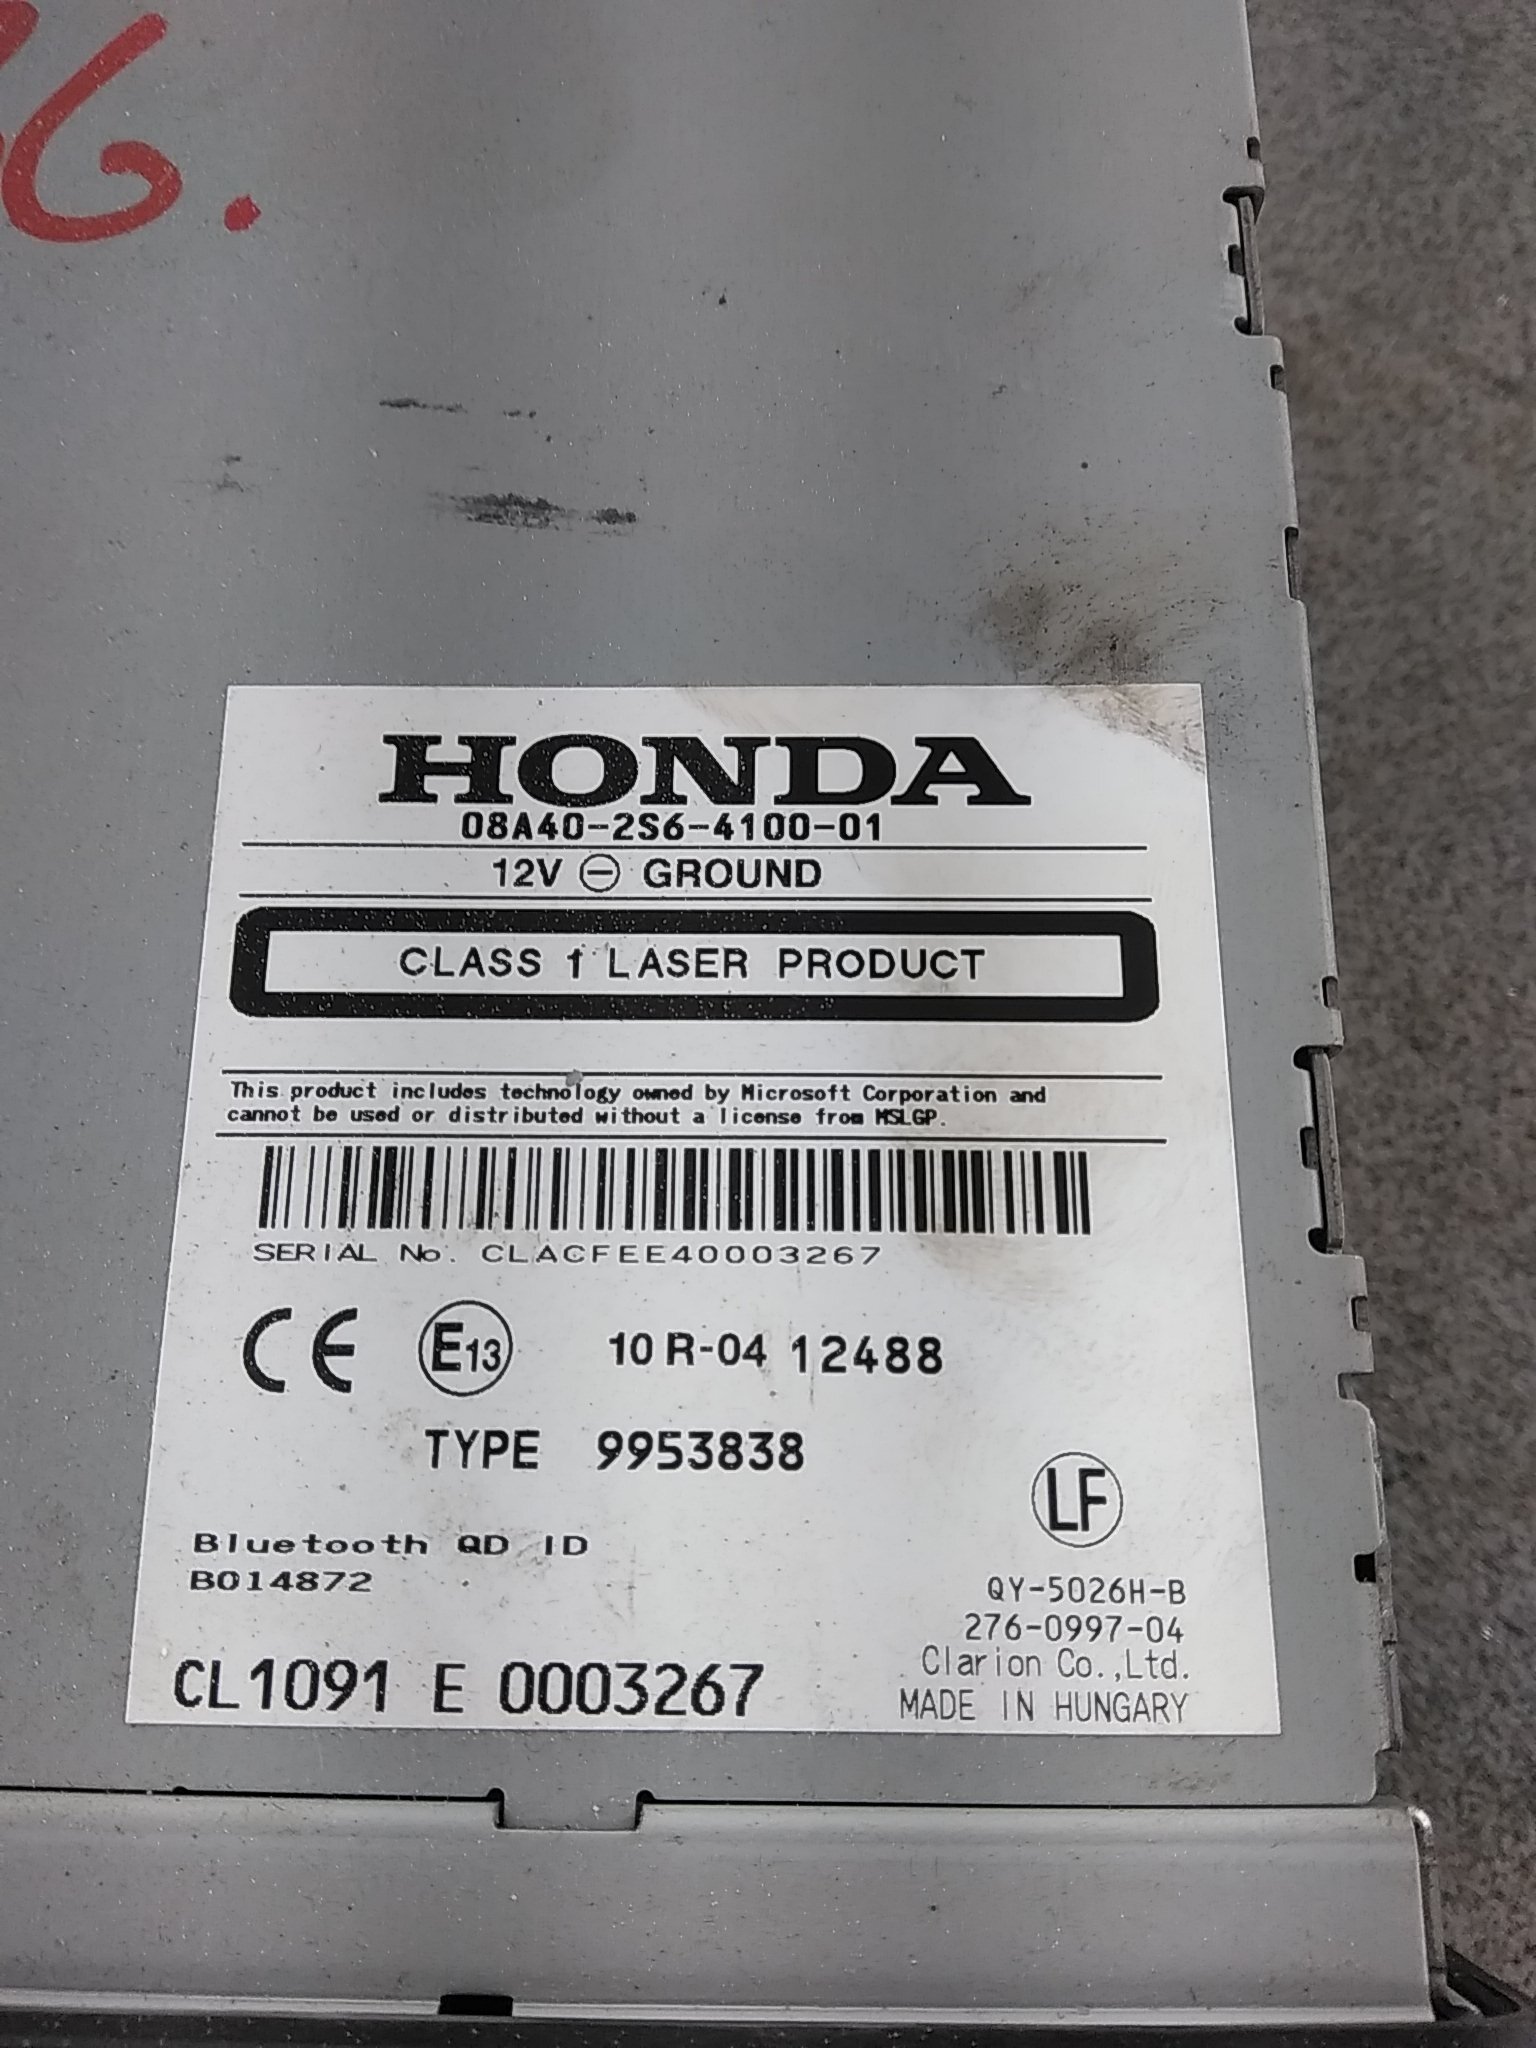 6.
HONDA
08A40-2S6-4100-01
12V ⊖ GROUND
CLASS 1 LASER PRODUCT
This product includes technology owned by Microsoft Corporation and
cannot be used or distributed without a license from MSLGP.
SERIAL No. CLACFEE40003267
CE E13 10R-04 12488
TYPE 9953838
LF
Bluetooth QD ID
B014872
CL1091 E 0003267
QY-5026H-B
276-0997-04
Clarion Co.,Ltd.
MADE IN HUNGARY